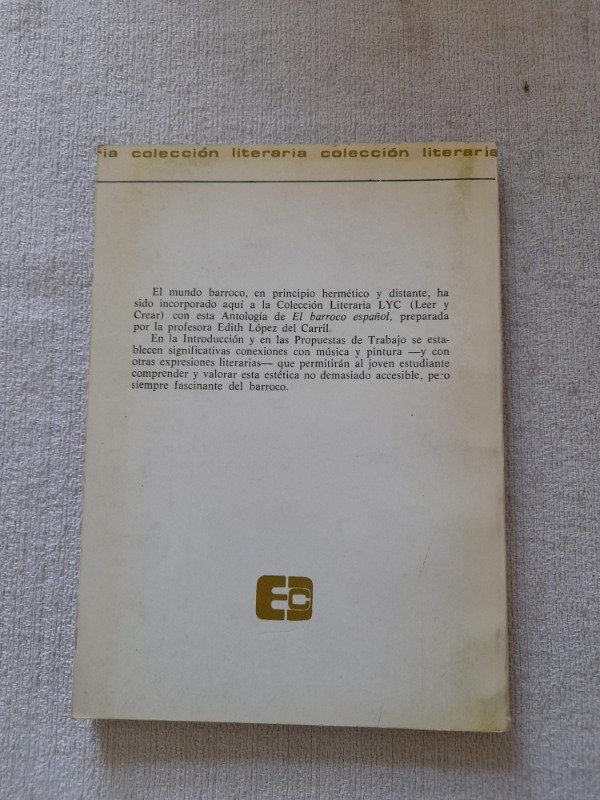 ria colección literaria colección literaria
El mundo barroco, en principio hermético y distante, ha
sido incorporado aquí a la Colección Literaria LYC (Leer y
Crear) con esta Antología de El barroco español, preparada
por la profesora Edith López del Carril.
En la Introducción y en las Propuestas de Trabajo se esta-
blecen significativas conexiones con música y pintura —y con
otras expresiones literarias— que permitirán al joven estudiante
comprender y valorar esta estética no demasiado accesible, pero
siempre fascinante del barroco.
EC